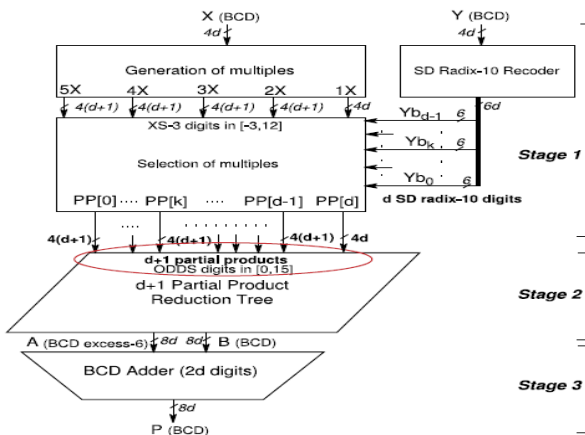 X (BCD) Y (BCD)
4d 4d
Generation of multiples SD Radix-10 Recoder
5X 4X 3X 2X 1X
4(d+1) 4(d+1) 4(d+1) 4(d+1) 4d 6d
XS-3 digits in [-3,12] Yb d-1 6
Selection of multiples Yb k 6 Stage 1
Yb 0 6
PP[0] .... PP[k] .... PP[d-1] PP[d] d SD radix-10 digits
4(d+1) 4(d+1) 4(d+1) 4d
d+1 partial products
ODDS digits in [0,15]
d+1 Partial Product Stage 2
Reduction Tree
A (BCD excess-6) 8d 8d B (BCD)
BCD Adder (2d digits) Stage 3
8d
P (BCD)